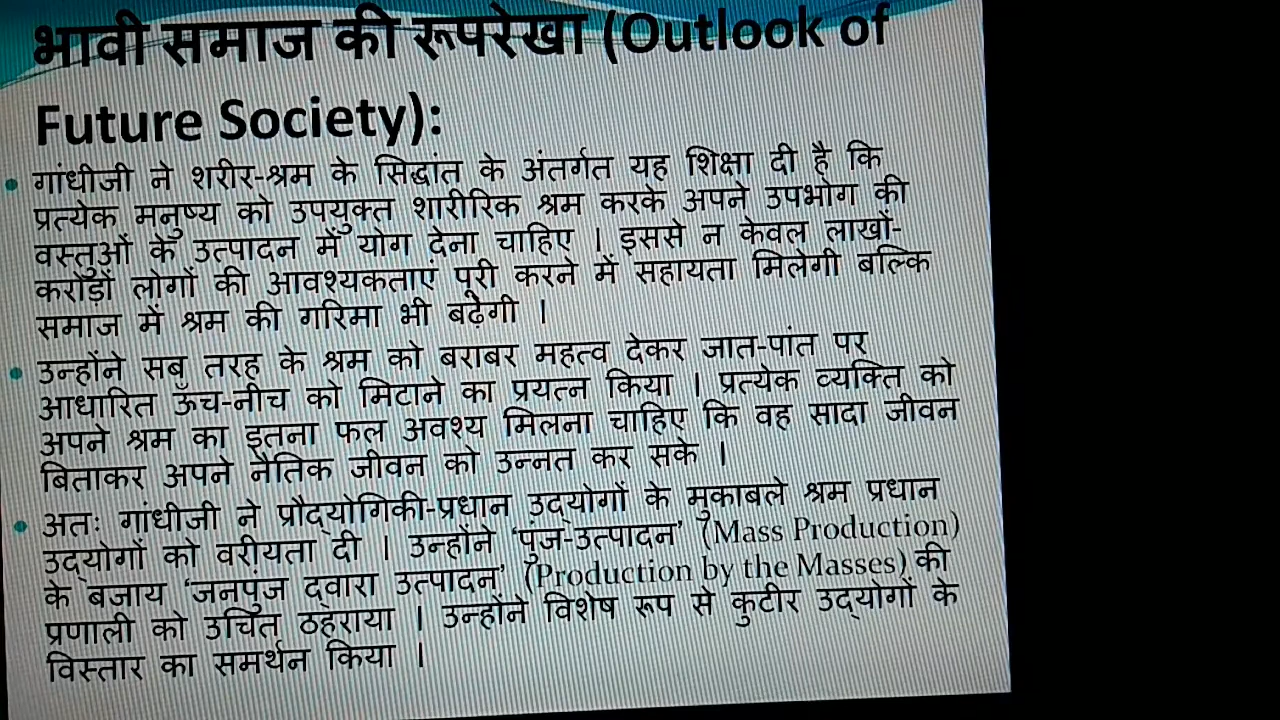 भावी समाज की रूपरेखा (Outlook of
Future Society):
गांधीजी ने शरीर-श्रम के सिद्धांत के अंतर्गत यह शिक्षा दी है कि
प्रत्येक मनुष्य को उपयुक्त शारीरिक श्रम करके अपने उपभोग की
वस्तुओं के उत्पादन में योग देना चाहिए ।  इससे न केवल लाखों-
करोड़ों लोगों की आवश्यकताएं पूरी करने में सहायता मिलेगी बल्कि
समाज में श्रम की गरिमा भी बढ़ेगी ।
उन्होंने सब तरह के श्रम को बराबर महत्व देकर जात-पांत पर
आधारित ऊँच-नीच को मिटाने का प्रयत्न किया । प्रत्येक व्यक्ति को
अपने श्रम का इतना फल अवश्य मिलना चाहिए कि वह सादा जीवन
बिताकर अपने नैतिक जीवन को उन्नत कर सके ।
अतः गांधीजी ने प्रौद्योगिकी-प्रधान उद्योगों के मुकाबले श्रम प्रधान
उद्योगों को वरीयता दी । उन्होंने ‘पुंज-उत्पादन’ (Mass Production)
के बजाय ‘जनपुंज द्वारा उत्पादन’ (Production by the Masses) की
प्रणाली को उचित ठहराया । उन्होंने विशेष रूप से कुटीर उद्योगों के
विस्तार का समर्थन किया ।